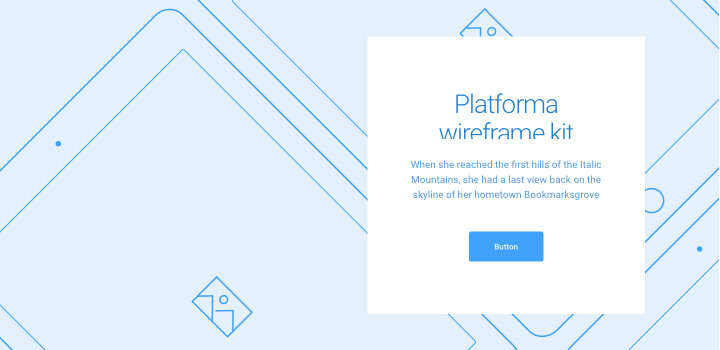 Platforma
wireframe kit
When she reached the first hills of the Italic
Mountains, she had a last view back on the
skyline of her hometown Bookmarksgrove
Button